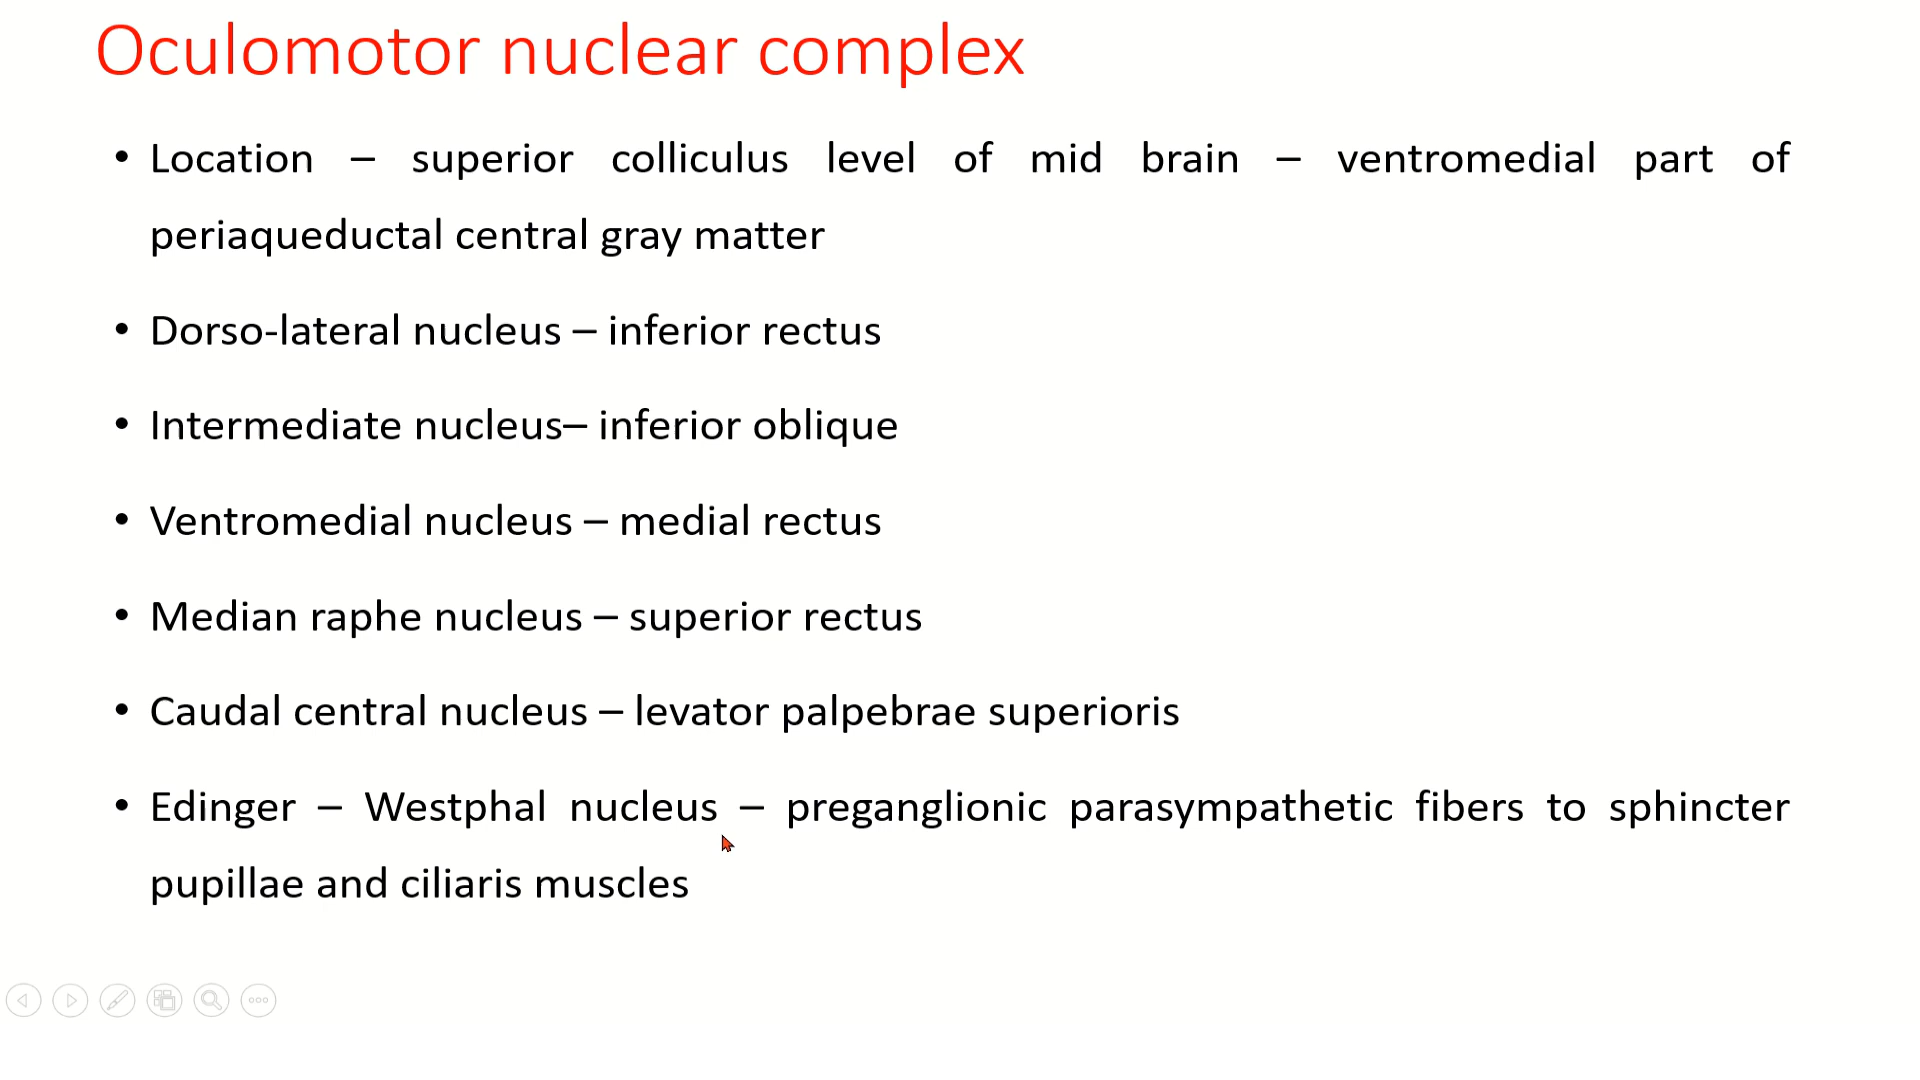 Oculomotor nuclear complex
• Location – superior colliculus level of mid brain – ventromedial part of
periaqueductal central gray matter
• Dorso-lateral nucleus – inferior rectus
• Intermediate nucleus– inferior oblique
• Ventromedial nucleus – medial rectus
• Median raphe nucleus – superior rectus
• Caudal central nucleus – levator palpebrae superioris
• Edinger – Westphal nucleus – preganglionic parasympathetic fibers to sphincter
pupillae and ciliaris muscles